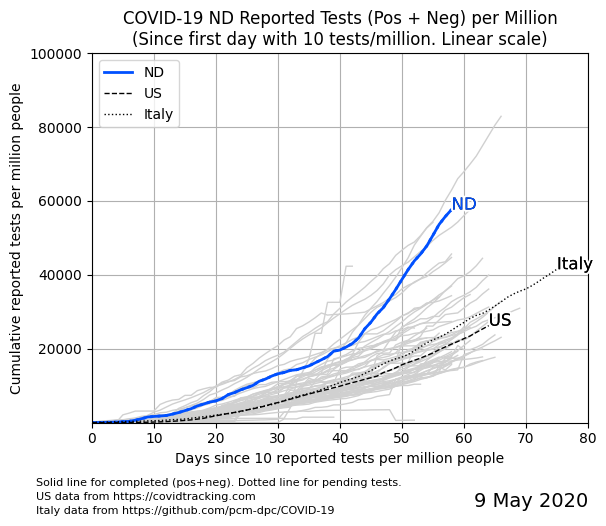 COVID-19 ND Reported Tests (Pos + Neg) per Million
(Since first day with 10 tests/million. Linear scale)
100000
80000
60000
40000
20000
Cumulative reported tests per million people
ND
US
Italy
ND
Italy
US
0 10 20 30 40 50 60 70 80
Days since 10 reported tests per million people
Solid line for completed (pos+neg). Dotted line for pending tests.
US data from https://covidtracking.com
Italy data from https://github.com/pcm-dpc/COVID-19
9 May 2020